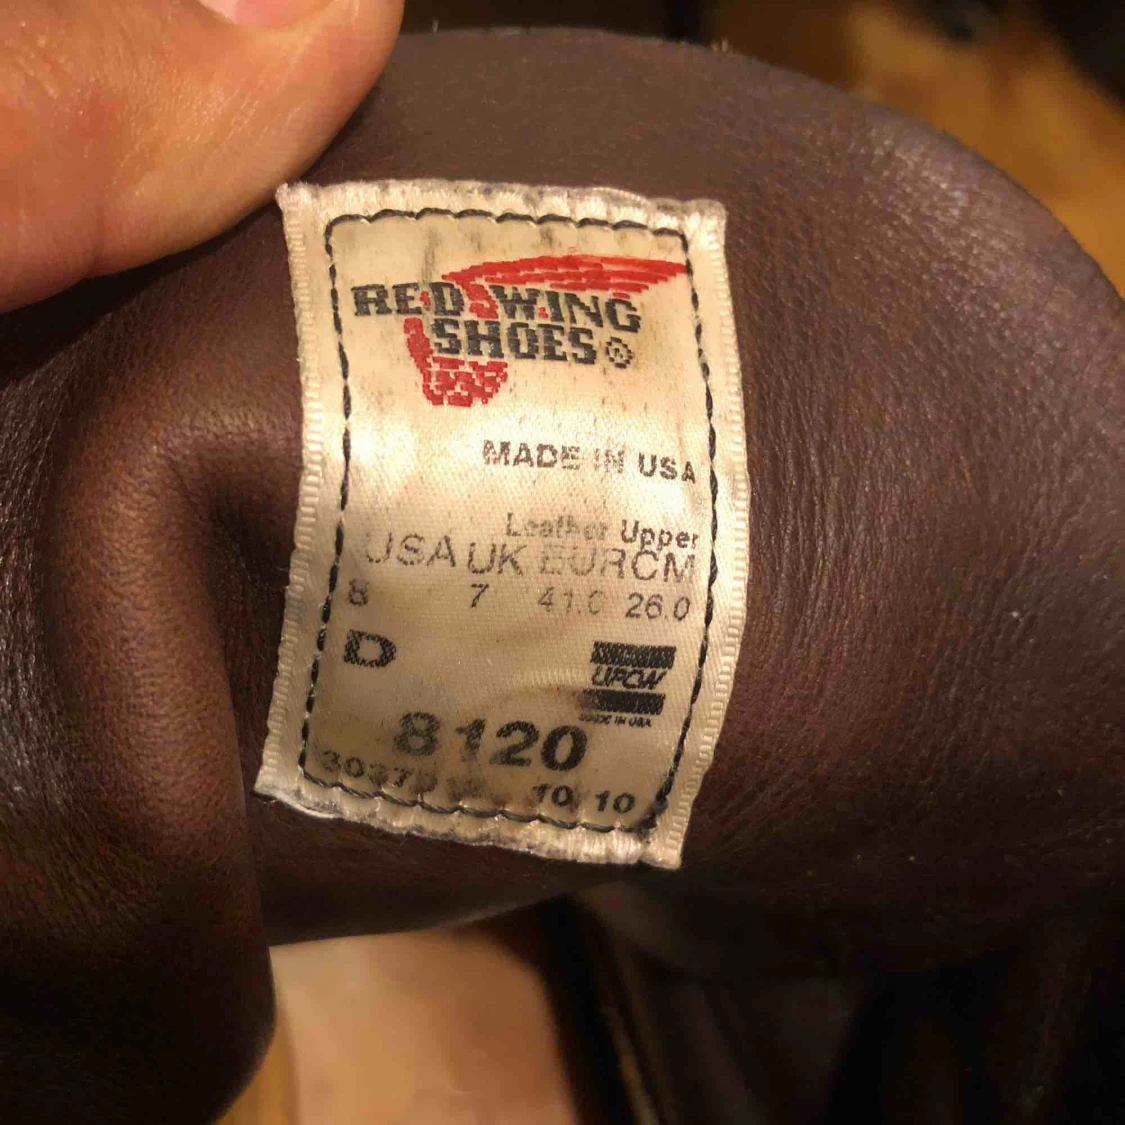 RED WING
SHOES ®
MADE IN USA
Leather Upper
USA UK EUR CM
8 7 41.0 26.0
D
UFCW
MADE IN USA
8120
10/10